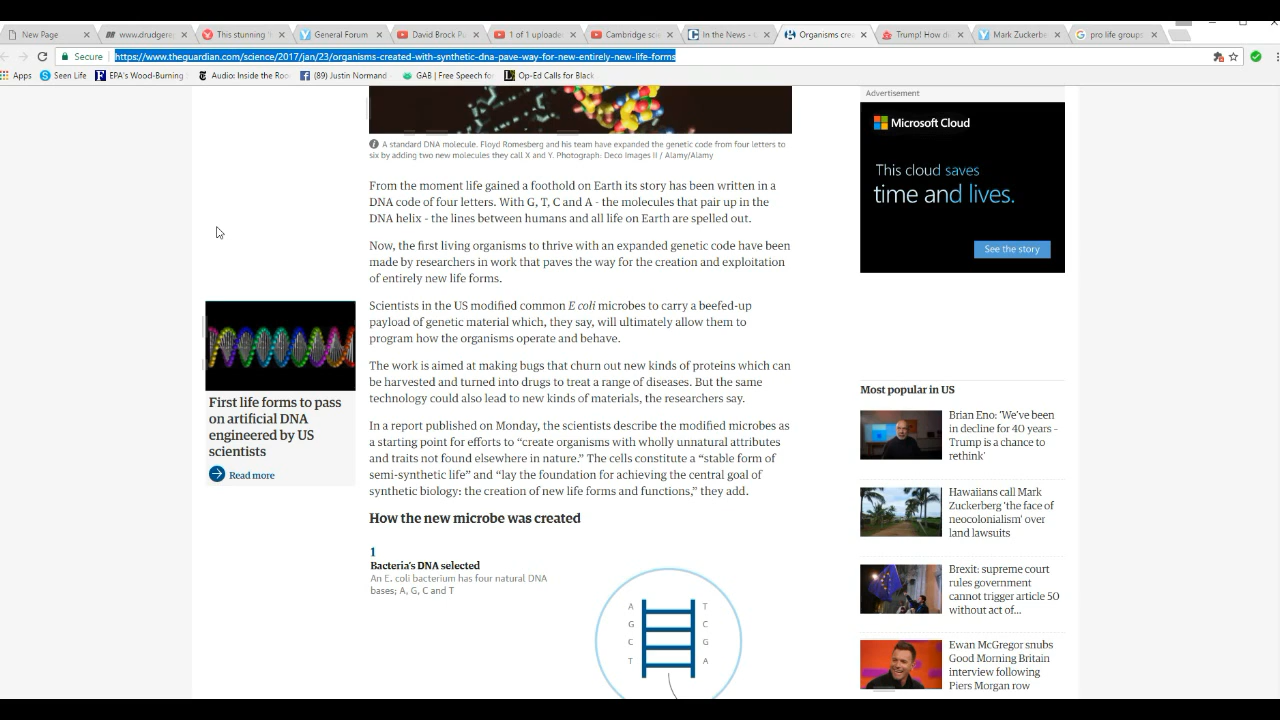 New Page
www.drudgere
This stunning 't
General Forum
David Brock Pu
1 of 1 uploade
Cambridge scie
In the News -
Organisms crea
Trump! How di
Mark Zuckerbe
pro life groups
Secure
https://www.theguardian.com/science/2017/jan/23/organisms-created-with-synthetic-dna-pave-way-for-new-entirely-new-life-forms
Apps
Seen Life
EPA's Wood-Burning
Audio: Inside the Roo
(89) Justin Normand
GAB | Free Speech fo
Op-Ed Calls for Black
A standard DNA molecule. Floyd Romesberg and his team have expanded the genetic code from four letters to
six by adding two new molecules they call X and Y. Photograph: Deco Images II / Alamy/Alamy
From the moment life gained a foothold on Earth its story has been written in a
DNA code of four letters. With G, T, C and A - the molecules that pair up in the
DNA helix - the lines between humans and all life on Earth are spelled out.
Now, the first living organisms to thrive with an expanded genetic code have been
made by researchers in work that paves the way for the creation and exploitation
of entirely new life forms.
Scientists in the US modified common E coli microbes to carry a beefed-up
payload of genetic material which, they say, will ultimately allow them to
program how the organisms operate and behave.
The work is aimed at making bugs that churn out new kinds of proteins which can
be harvested and turned into drugs to treat a range of diseases. But the same
technology could also lead to new kinds of materials, the researchers say.
In a report published on Monday, the scientists describe the modified microbes as
a starting point for efforts to “create organisms with wholly unnatural attributes
and traits not found elsewhere in nature.” The cells constitute a “stable form of
semi-synthetic life” and “lay the foundation for achieving the central goal of
synthetic biology: the creation of new life forms and functions,” they add.
How the new microbe was created
1
Bacteria's DNA selected
An E. coli bacterium has four natural DNA
bases; A, G, C and T
A T
G C
C G
T A
First life forms to pass
on artificial DNA
engineered by US
scientists
Read more
Advertisement
Microsoft Cloud
This cloud saves
time and lives.
See the story
Most popular in US
Brian Eno: ‘We’ve been
in decline for 40 years –
Trump is a chance to
rethink’
Hawaiians call Mark
Zuckerberg ‘the face of
neocolonialism’ over
land lawsuits
Brexit: supreme court
rules government
cannot trigger article 50
without act of...
Ewan McGregor snubs
Good Morning Britain
interview following
Piers Morgan row